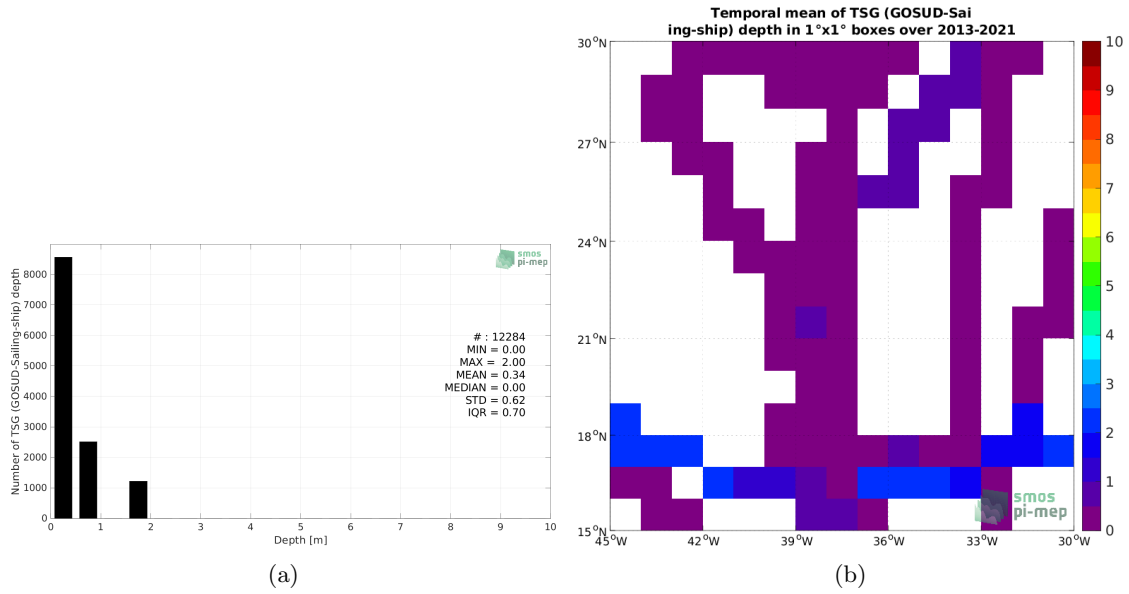 Temporal mean of TSG (GOSUD-Sai
ing-ship) depth in 1°x1° boxes over 2013-2021
Number of TSG (GOSUD-Sailing-ship) depth
8000
7000
6000
5000
4000
3000
2000
1000
0
smos
pi-mep
# : 12284
MIN = 0.00
MAX = 2.00
MEAN = 0.34
MEDIAN = 0.00
STD = 0.62
IQR = 0.70
0 1 2 3 4 5 6 7 8 9 10
Depth [m]
(a)
30°N
27°N
24°N
21°N
18°N
15°N
45°W 42°W 39°W 36°W 33°W 30°W
smos
pi-mep
10
9
8
7
6
5
4
3
2
1
0
(b)